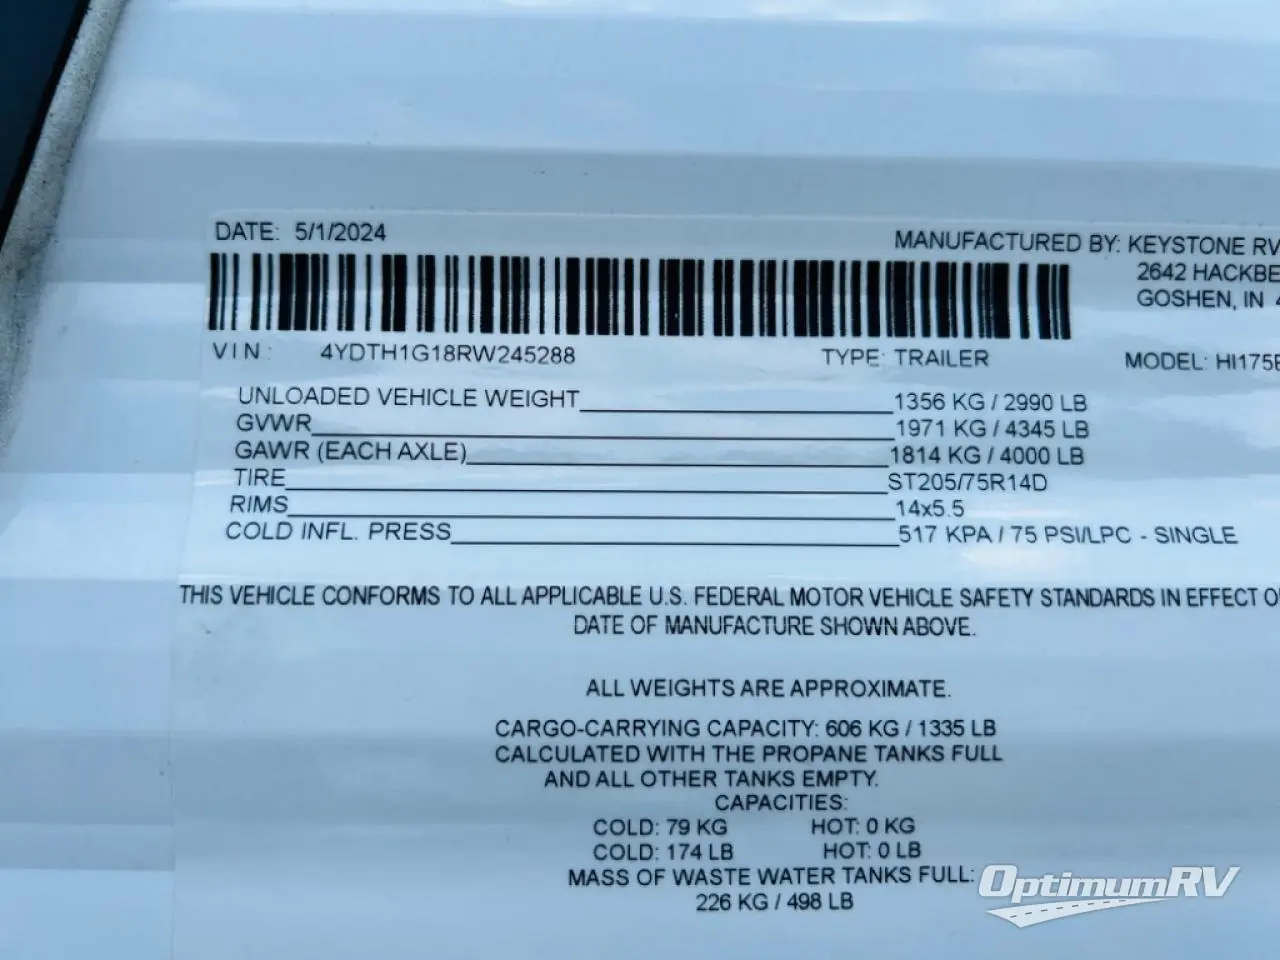 DATE: 5/1/2024
MANUFACTURED BY: KEYSTONE RV
2642 HACKBE
GOSHEN, IN
VIN: 4YDTH1G18RW245288 TYPE: TRAILER MODEL: HI175
UNLOADED VEHICLE WEIGHT 1356 KG / 2990 LB
GVWR 1971 KG / 4345 LB
GAWR (EACH AXLE) 1814 KG / 4000 LB
TIRE ST205/75R14D
RIMS 14x5.5
COLD INFL. PRESS 517 KPA / 75 PSI/LPC - SINGLE
THIS VEHICLE CONFORMS TO ALL APPLICABLE U.S. FEDERAL MOTOR VEHICLE SAFETY STANDARDS IN EFFECT
DATE OF MANUFACTURE SHOWN ABOVE.
ALL WEIGHTS ARE APPROXIMATE.
CARGO-CARRYING CAPACITY: 606 KG / 1335 LB
CALCULATED WITH THE PROPANE TANKS FULL
AND ALL OTHER TANKS EMPTY.
CAPACITIES:
COLD: 79 KG HOT: 0 KG
COLD: 174 LB HOT: 0 LB
MASS OF WASTE WATER TANKS FULL:
226 KG / 498 LB
OptimumRV